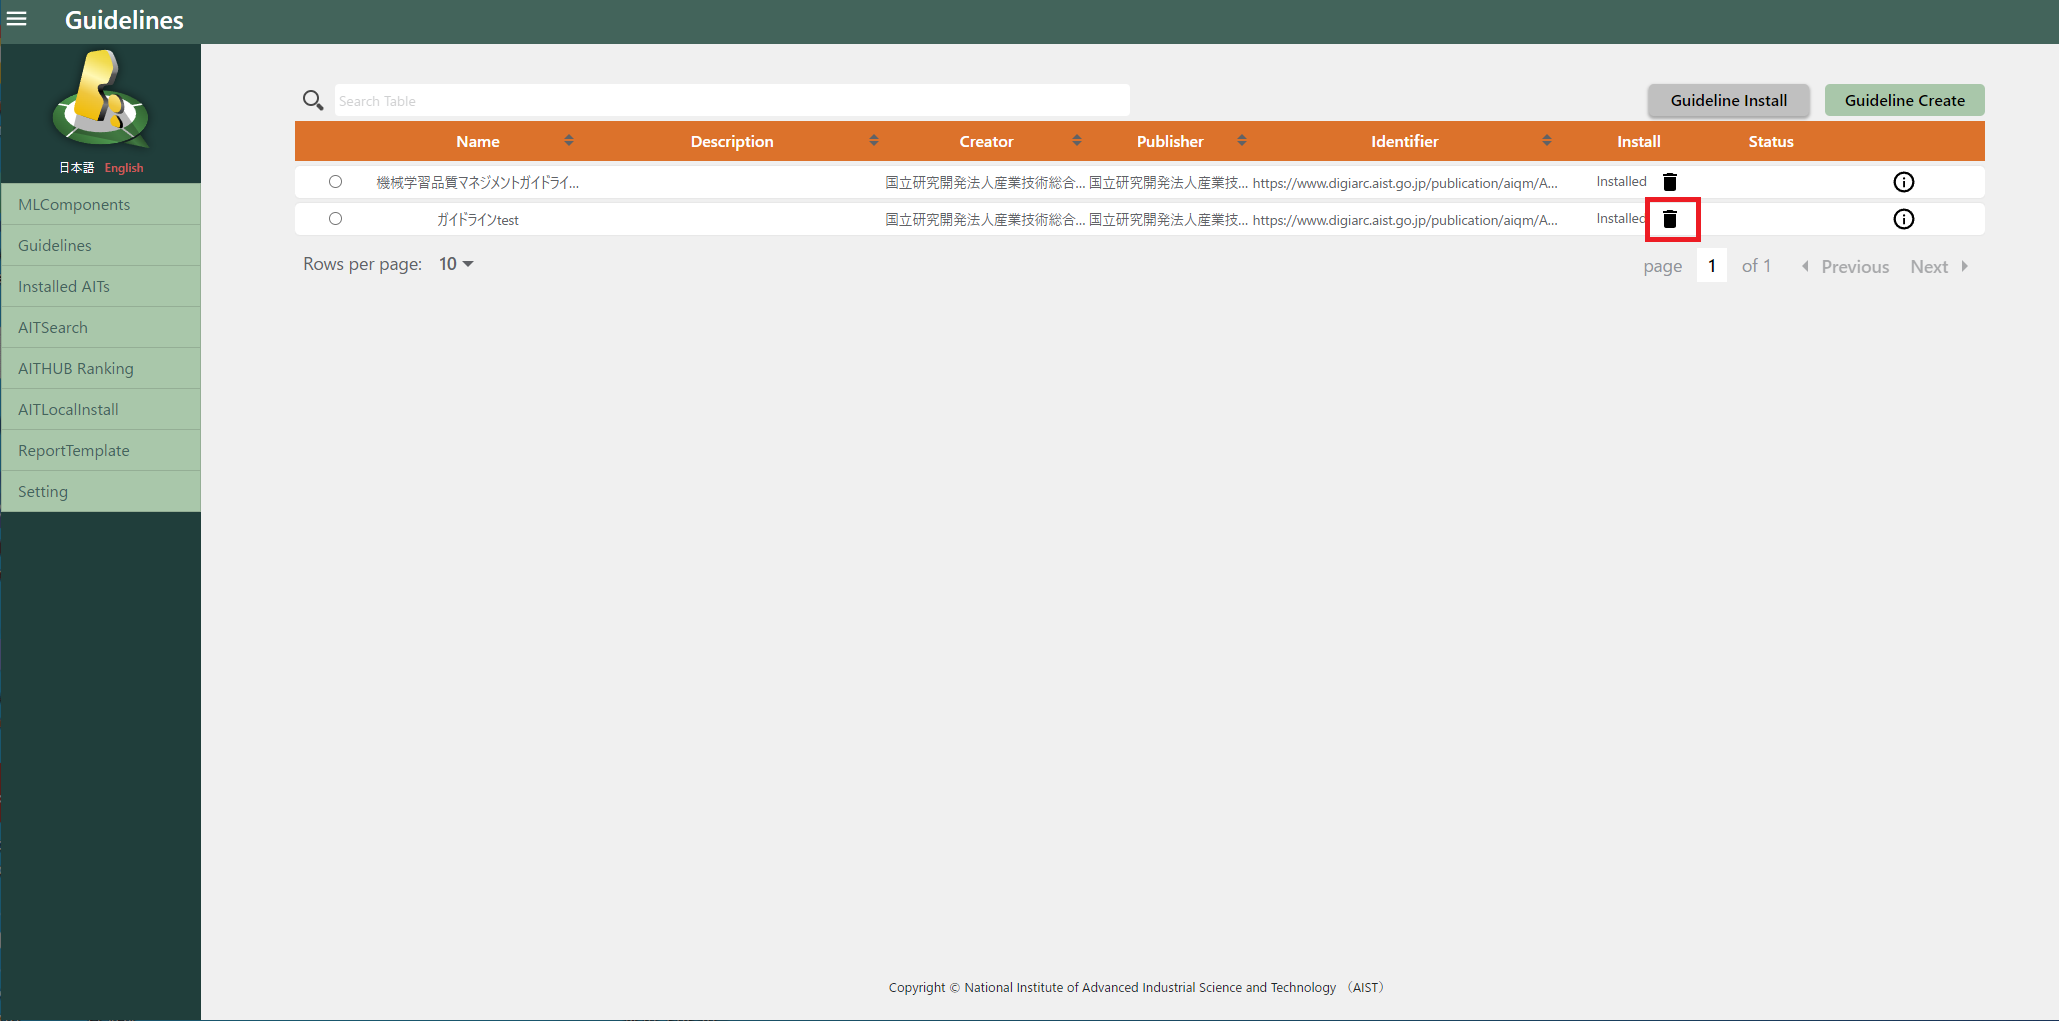 Guidelines
日本語 English
MLComponents
Guidelines
Installed AITs
AITSearch
AITHUB Ranking
AITLocalInstall
ReportTemplate
Setting
Search Table
Guideline Install
Guideline Create
Name Description Creator Publisher Identifier Install Status
機械学習品質マネジメントガイドライ... 国立研究開発法人産業技術総合... 国立研究開発法人産業技... https://www.digiarc.aist.go.jp/publication/aiqm/A... Installed
ガイドラインtest 国立研究開発法人産業技術総合... 国立研究開発法人産業技... https://www.digiarc.aist.go.jp/publication/aiqm/A... Installed
Rows per page: 10
page 1 of 1 Previous Next
Copyright © National Institute of Advanced Industrial Science and Technology （AIST）